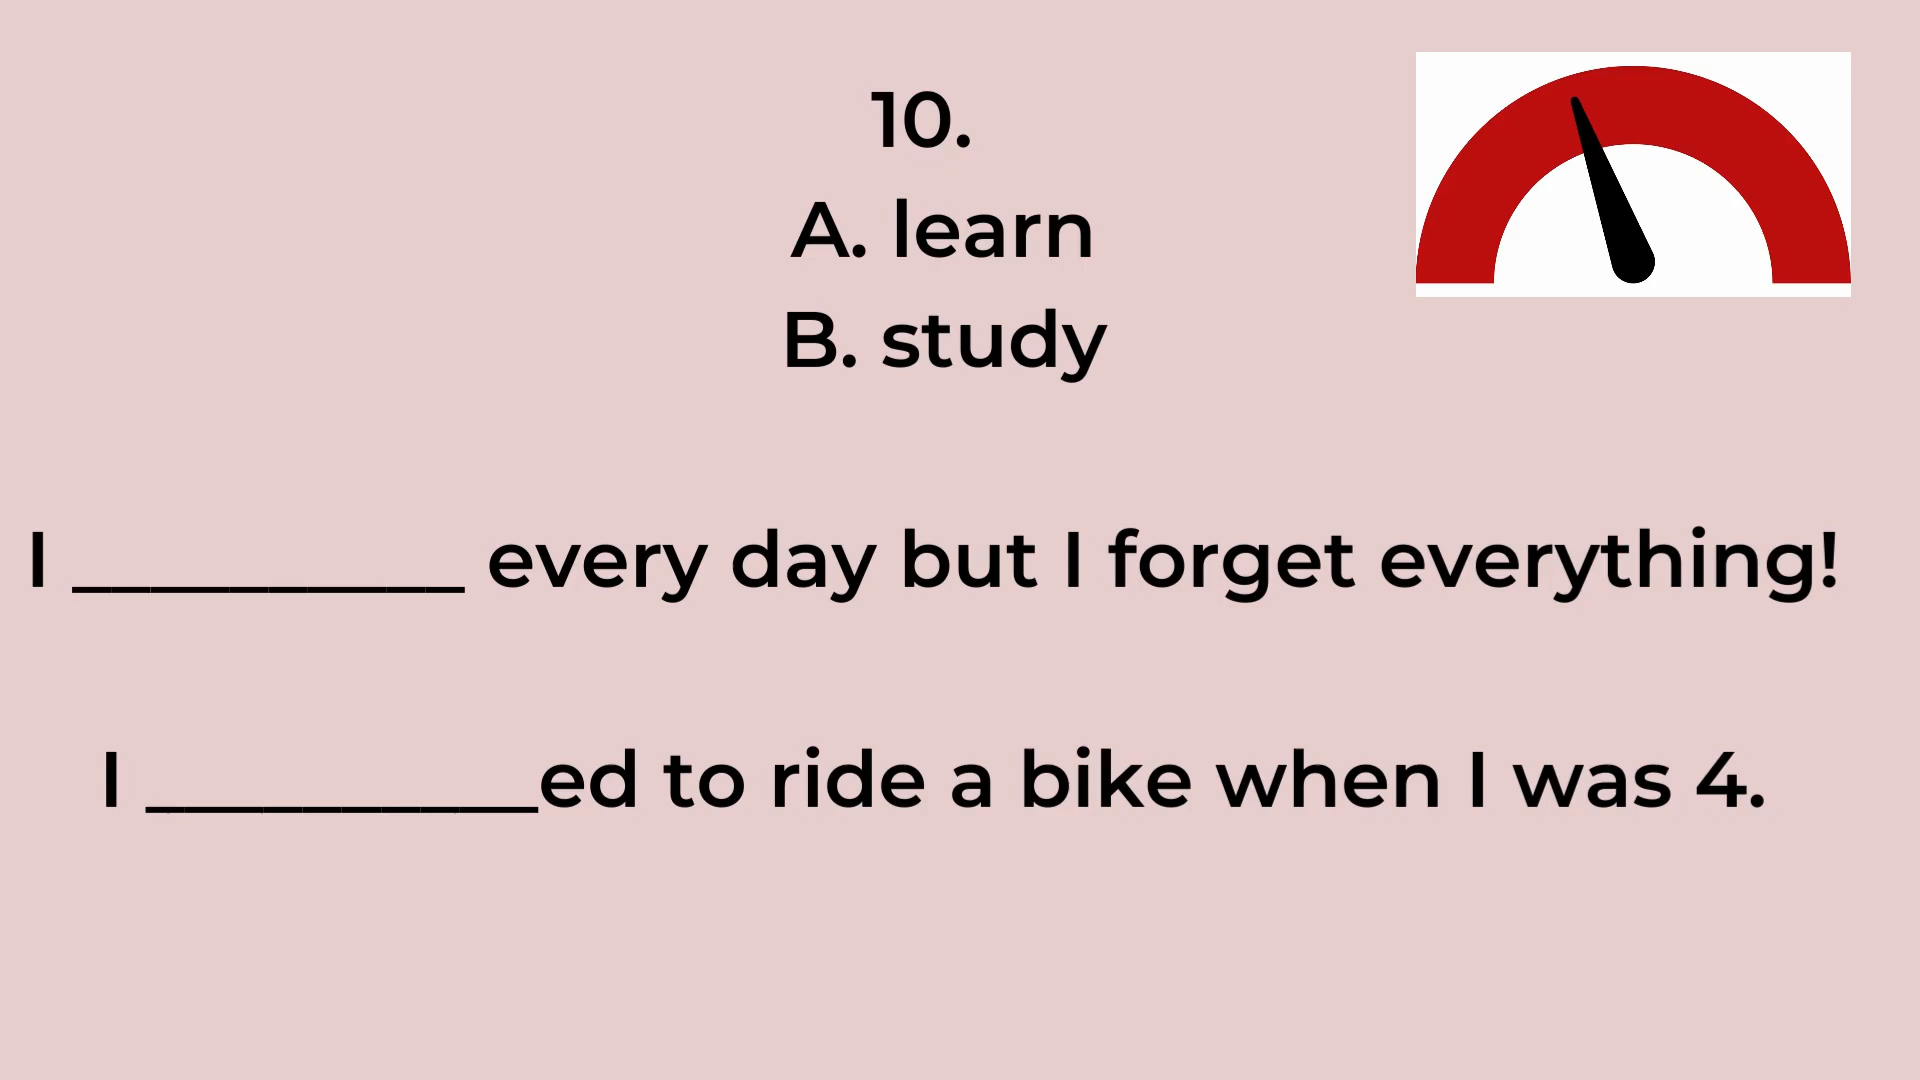 10.
A. learn
B. study
I __________ every day but I forget everything!
I __________ed to ride a bike when I was 4.